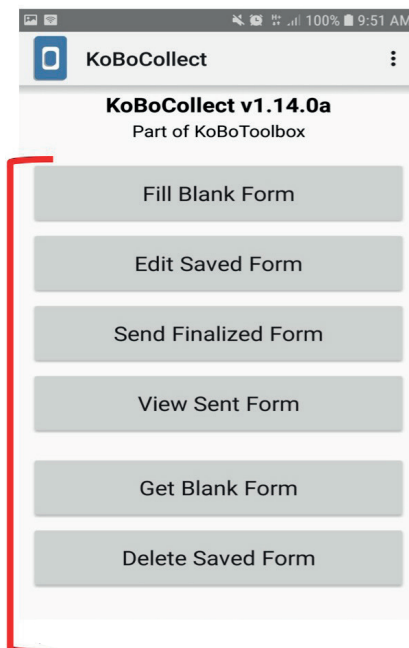 100% 9:51 AM
KoBoCollect
KoBoCollect v1.14.0a
Part of KoBoToolbox
Fill Blank Form
Edit Saved Form
Send Finalized Form
View Sent Form
Get Blank Form
Delete Saved Form